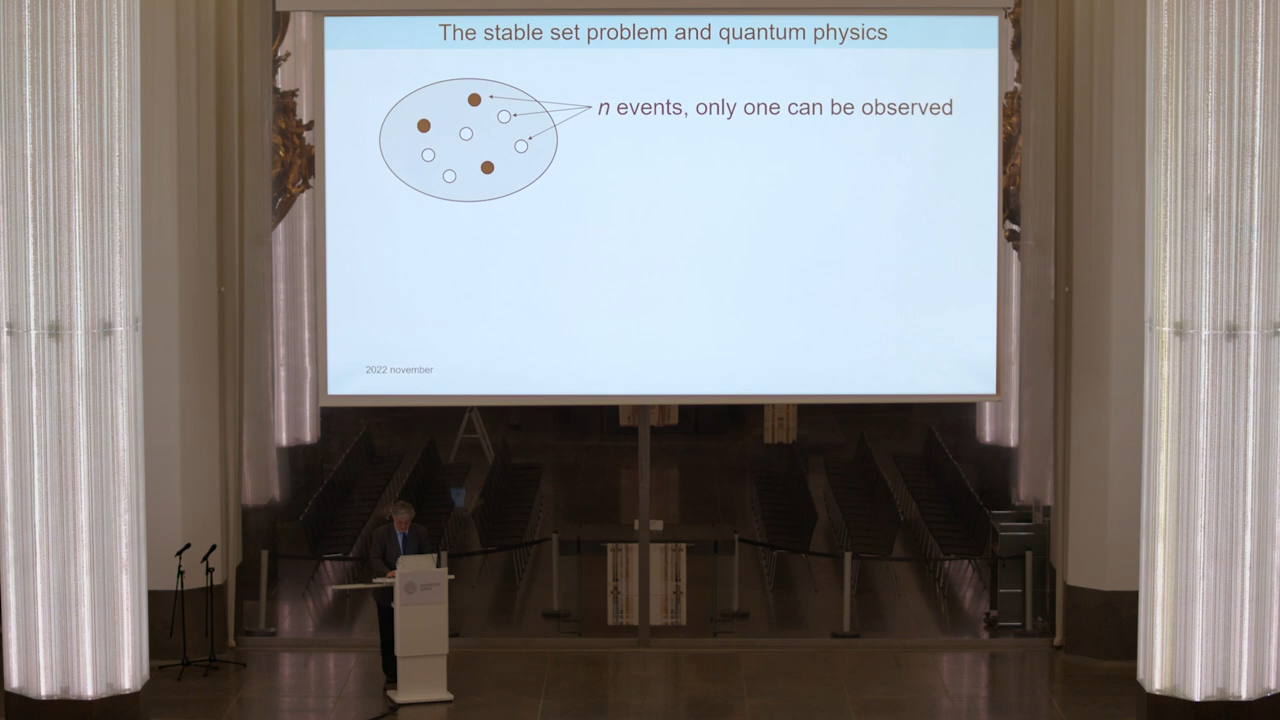 The stable set problem and quantum physics
n events, only one can be observed
2022 november